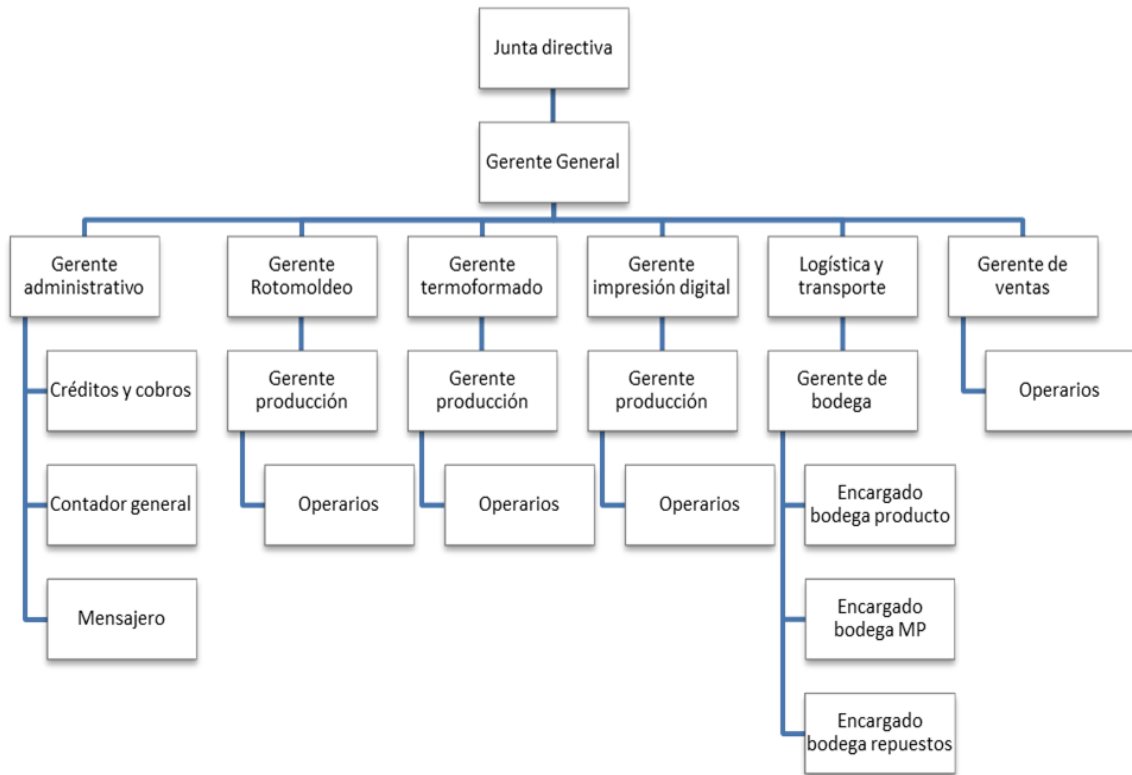 Junta directiva
Gerente General
Gerente
administrativo
Gerente
Rotomoldeo
Gerente
termoformado
Gerente
impresión digital
Logística y
transporte
Gerente de
ventas
Créditos y cobros
Gerente
producción
Gerente
producción
Gerente
producción
Gerente de
bodega
Operarios
Contador general
Operarios
Operarios
Operarios
Encargado
bodega producto
Mensajero
Encargado
bodega MP
Encargado
bodega repuestos